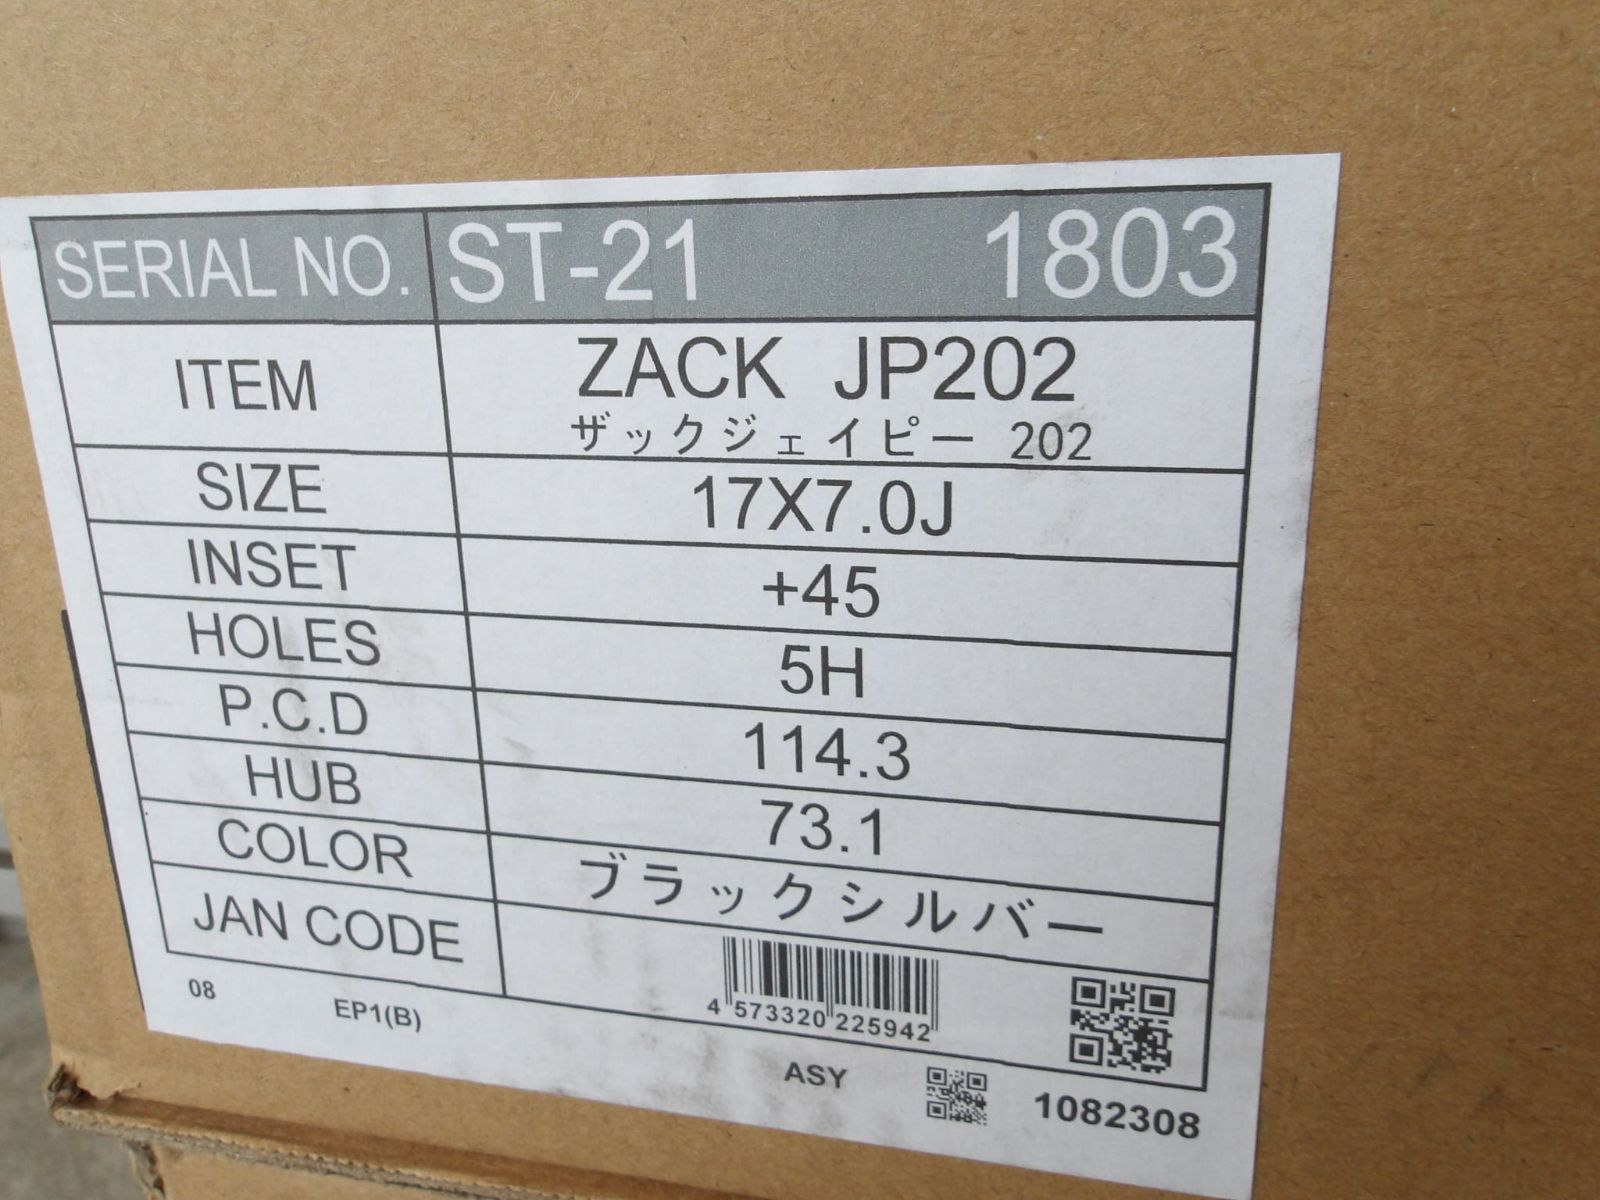 SERIAL NO. ST-21 1803
ITEM ZACK JP202
ザックジェイピー 202
SIZE 17X7.0J
INSET +45
HOLES 5H
P.C.D 114.3
HUB 73.1
COLOR ブラックシルバー
JAN CODE
4 573320 225942
08 EP1(B)
ASY 1082308